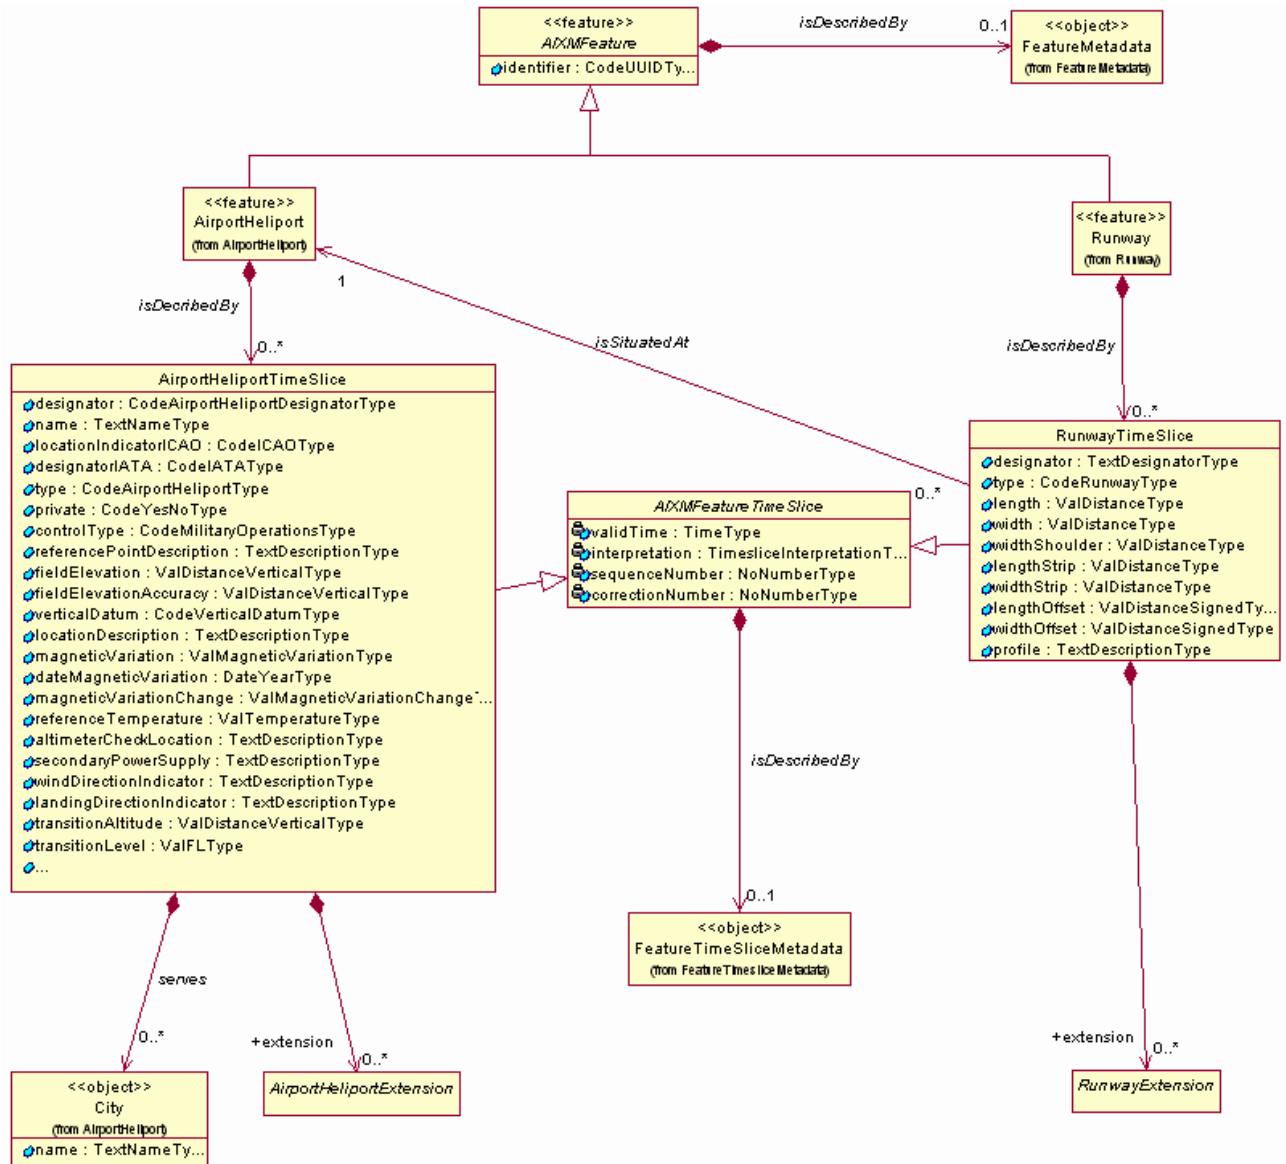 <<feature>>
AIXMFeature
identifier : CodeUUIDTy...
isDescribedBy
0..1
<<object>>
FeatureMetadata
(from FeatureMetadata)
<<feature>>
AirportHeliport
(from AirportHeliport)
<<feature>>
Runway
(from Runway)
1
isDecribedBy
0..*
isSituatedAt
isDescribedBy
0..*
AirportHeliportTimeSlice
designator : CodeAirportHeliportDesignatorType
name : TextNameType
locationIndicatorICAO : CodeICAOType
designatorIATA : CodeIATAType
type : CodeAirportHeliportType
private : CodeYesNoType
controlType : CodeMilitaryOperationsType
referencePointDescription : TextDescriptionType
fieldElevation : ValDistanceVerticalType
fieldElevationAccuracy : ValDistanceVerticalType
verticalDatum : CodeVerticalDatumType
locationDescription : TextDescriptionType
magneticVariation : ValMagneticVariationType
dateMagneticVariation : DateYearType
magneticVariationChange : ValMagneticVariationChangeT...
referenceTemperature : ValTemperatureType
altimeterCheckLocation : TextDescriptionType
secondaryPowerSupply : TextDescriptionType
windDirectionIndicator : TextDescriptionType
landingDirectionIndicator : TextDescriptionType
transitionAltitude : ValDistanceVerticalType
transitionLevel : ValFLType
...
AIXMFeatureTimeSlice
validTime : TimeType
interpretation : TimesliceInterpretationT...
sequenceNumber : NoNumberType
correctionNumber : NoNumberType
0..*
RunwayTimeSlice
designator : TextDesignatorType
type : CodeRunwayType
length : ValDistanceType
width : ValDistanceType
widthShoulder : ValDistanceType
lengthStrip : ValDistanceType
widthStrip : ValDistanceType
lengthOffset : ValDistanceSignedTy...
widthOffset : ValDistanceSignedType
profile : TextDescriptionType
isDescribedBy
0..1
<<object>>
FeatureTimeSliceMetadata
(from FeatureTimesliceMetadata)
serves
0..*
+extension
0..*
+extension
0..*
<<object>>
City
(from AirportHeliport)
name : TextNameTy...
AirportHeliportExtension
RunwayExtension